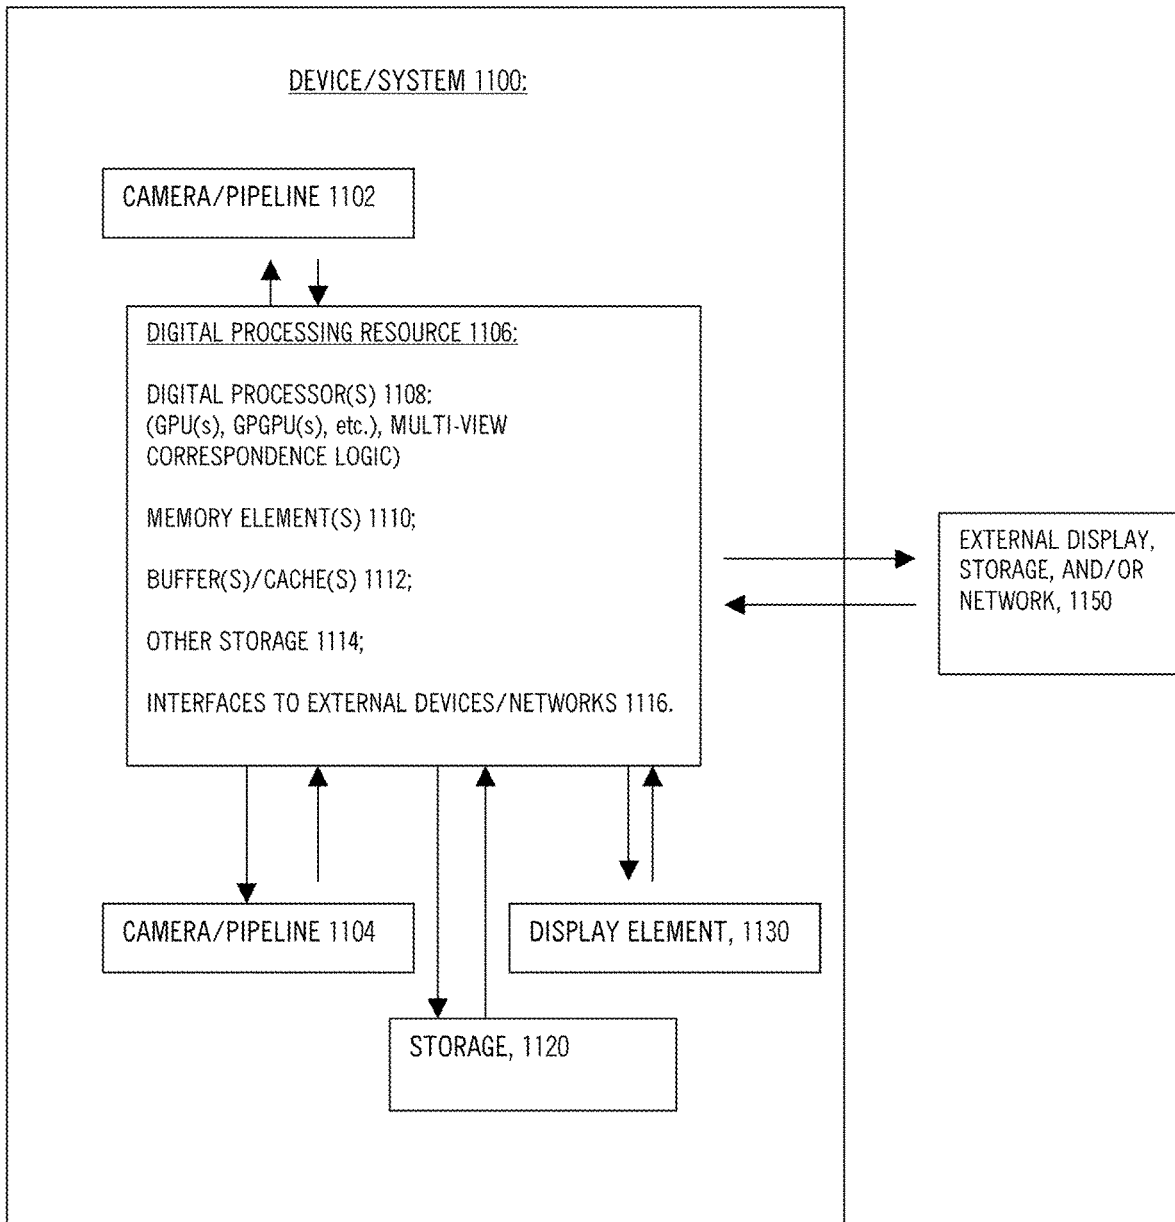 DEVICE/SYSTEM 1100:
CAMERA/PIPELINE 1102
DIGITAL PROCESSING RESOURCE 1106:
DIGITAL PROCESSOR(S) 1108:
(GPU(s), GPGPU(s), etc.), MULTI-VIEW
CORRESPONDENCE LOGIC)
MEMORY ELEMENT(S) 1110;
BUFFER(S)/CACHE(S) 1112;
OTHER STORAGE 1114;
INTERFACES TO EXTERNAL DEVICES/NETWORKS 1116.
EXTERNAL DISPLAY,
STORAGE, AND/OR
NETWORK, 1150
CAMERA/PIPELINE 1104
DISPLAY ELEMENT, 1130
STORAGE, 1120